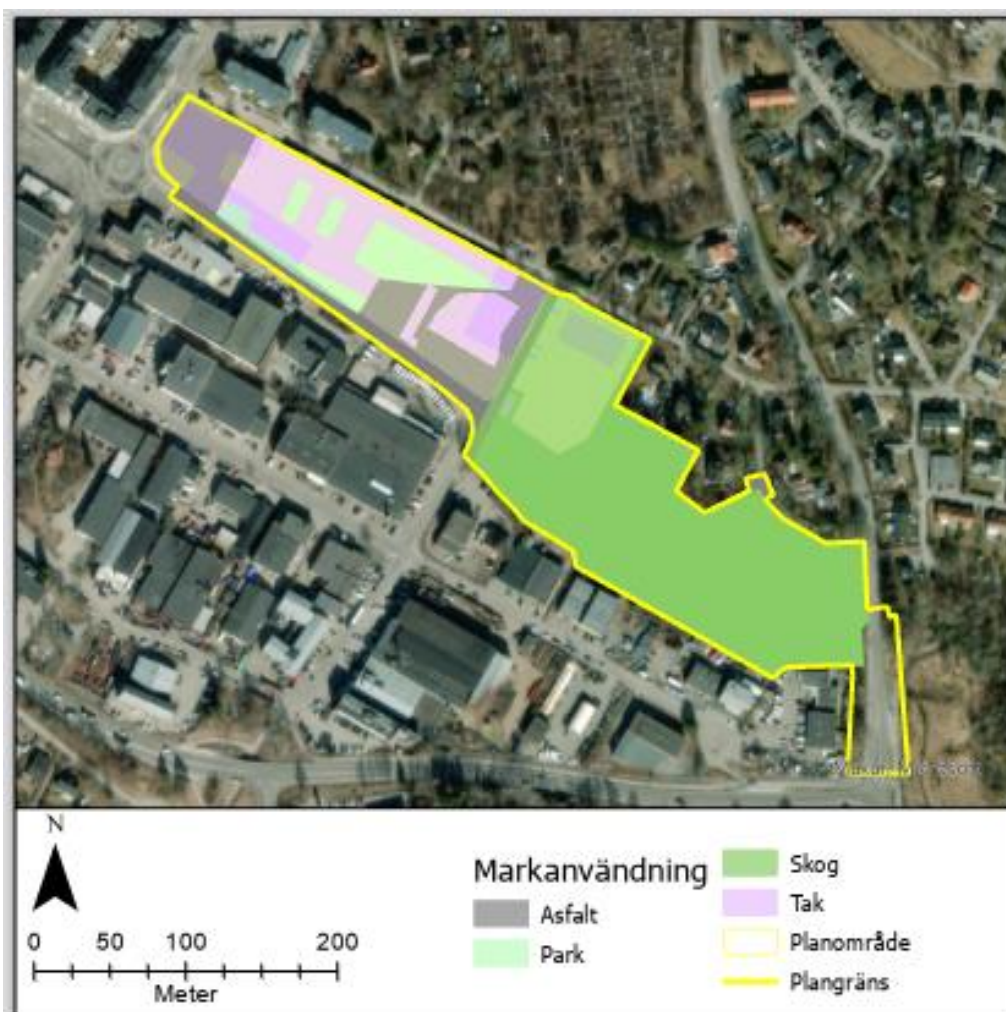 N
0 50 100 200
Meter
Markanvändning
Asfalt
Park
Skog
Tak
Planområde
Plangräns